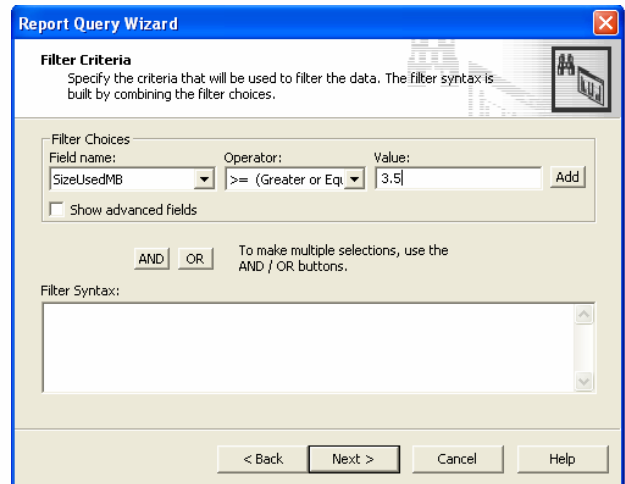 Report Query Wizard
Filter Criteria
Specify the criteria that will be used to filter the data. The filter syntax is
built by combining the filter choices.
Filter Choices
Field name: Operator: Value:
SizeUsedMB >= (Greater or Equ 3.5 Add
Show advanced fields
AND OR To make multiple selections, use the
AND / OR buttons.
Filter Syntax:
< Back Next > Cancel Help